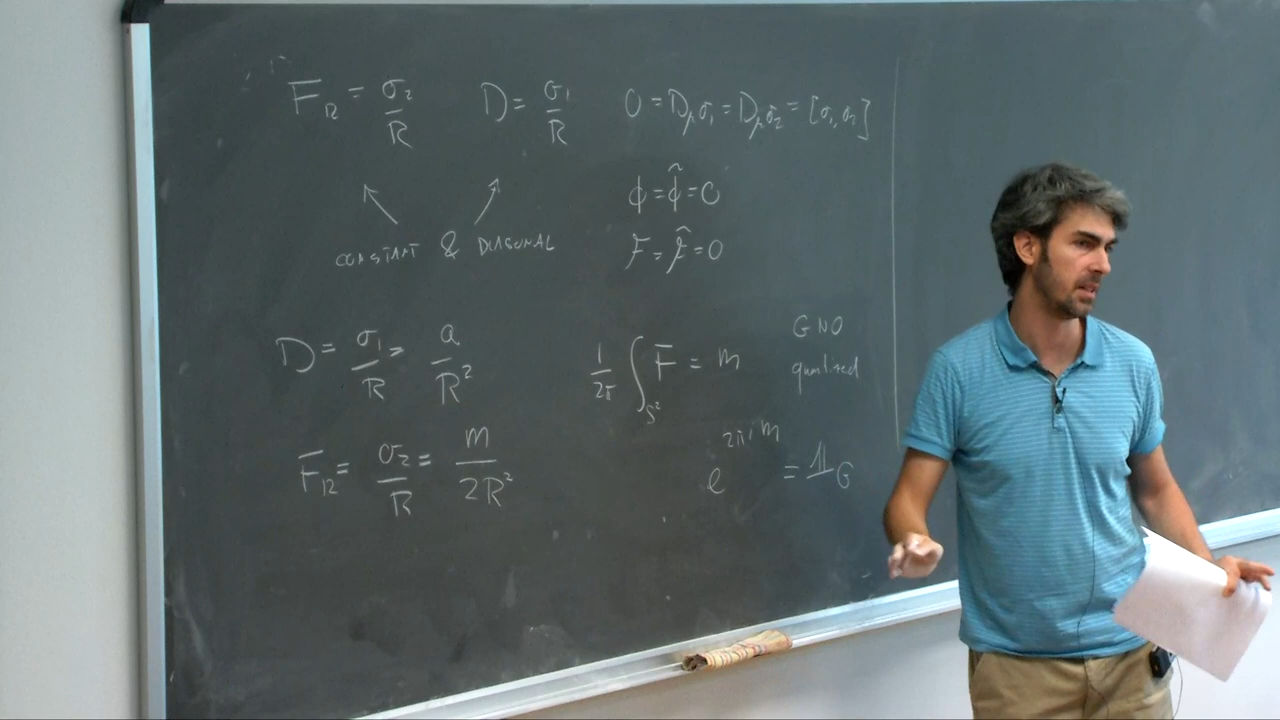 F₁₂ = σ₂/R   D = σ₁/R   0 = D_μσ₁ = D_μσ₂ = [σ₁, σ₂]
ϕ = ϕ̃ = 0
CONSTANT & DIAGONAL   F = F̃ = 0
D = σ₁/R = a/R²   1/2π ∫_S² F = m   GNO
quantized
F₁₂ = σ₂/R = m/2R²   e^{2πim} = 𝟙_G